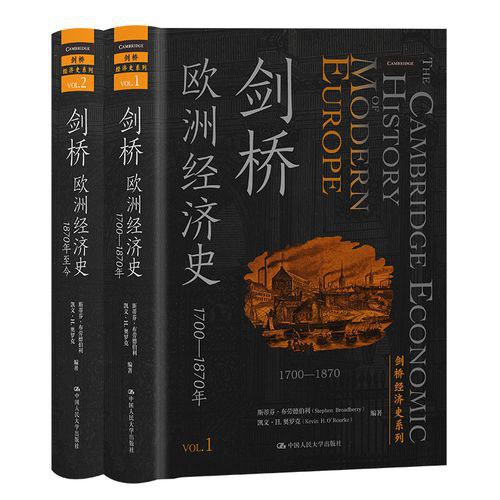 CAMBRIDGE
剑桥
经济史系列
VOL.2
剑桥 欧洲经济史
1870年至今
斯蒂芬·布劳德伯利
凯文·H.奥罗克
编著
中国人民大学出版社
CAMBRIDGE
剑桥
经济史系列
VOL.1
剑桥 欧洲经济史
1700—1870年
斯蒂芬·布劳德伯利
凯文·H.奥罗克
编著
中国人民大学出版社
剑桥
欧洲经济史
1700—1870年
VOL.1
CAMBRIDGE
THE CAMBRIDGE ECONOMIC
HISTORY
OF
MODERN
EUROPE
1700—1870
剑桥经济史系列
斯蒂芬·布劳德伯利(Stephen Broadberry)
凯文·H.奥罗克(Kevin H.O'Rourke)
编著
中国人民大学出版社